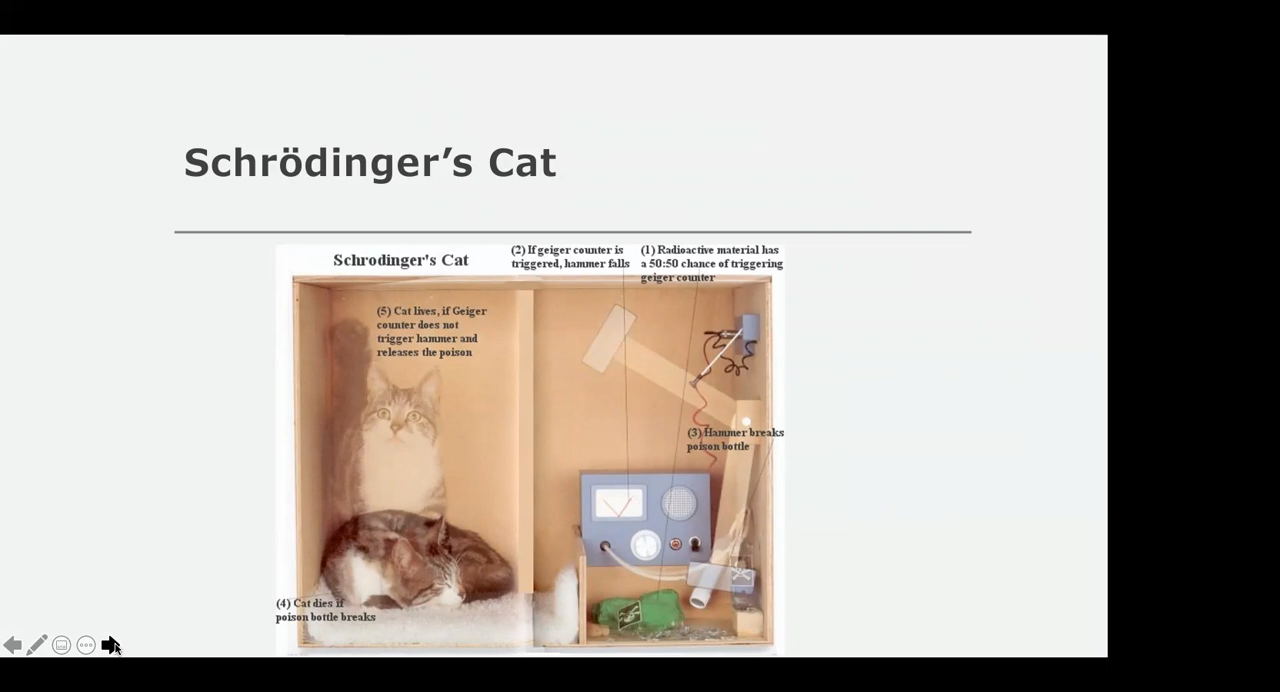 Schrödinger’s Cat
Schrodinger's Cat
(2) If geiger counter is
triggered, hammer falls
(1) Radioactive material has
a 50:50 chance of triggering
geiger counter
(5) Cat lives, if Geiger
counter does not
trigger hammer and
releases the poison
(3) Hammer breaks
poison bottle
(4) Cat dies if
poison bottle breaks